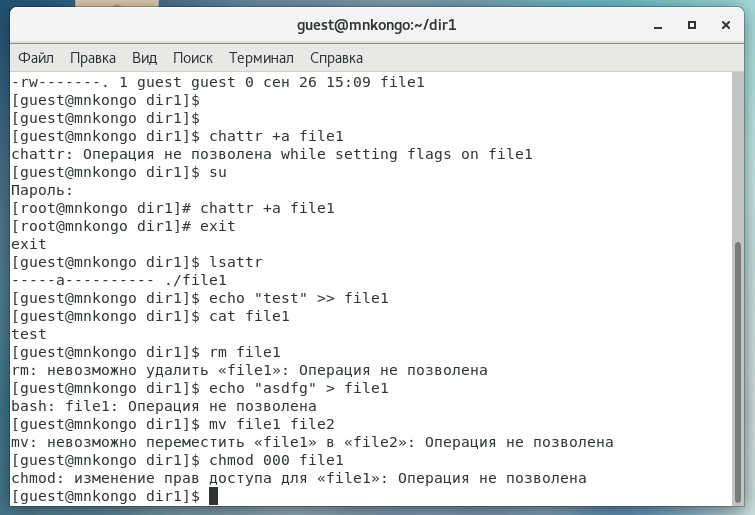 guest@mnkongo:~/dir1
Файл Правка Вид Поиск Терминал Справка
-rw-------. 1 guest guest 0 сен 26 15:09 file1
[guest@mnkongo dir1]$
[guest@mnkongo dir1]$
[guest@mnkongo dir1]$ chattr +a file1
chattr: Операция не позволена while setting flags on file1
[guest@mnkongo dir1]$ su
Пароль:
[root@mnkongo dir1]# chattr +a file1
[root@mnkongo dir1]# exit
exit
[guest@mnkongo dir1]$ lsattr
-----a---------- ./file1
[guest@mnkongo dir1]$ echo "test" >> file1
[guest@mnkongo dir1]$ cat file1
test
[guest@mnkongo dir1]$ rm file1
rm: невозможно удалить «file1»: Операция не позволена
[guest@mnkongo dir1]$ echo "asdfg" > file1
bash: file1: Операция не позволена
[guest@mnkongo dir1]$ mv file1 file2
mv: невозможно переместить «file1» в «file2»: Операция не позволена
[guest@mnkongo dir1]$ chmod 000 file1
chmod: изменение прав доступа для «file1»: Операция не позволена
[guest@mnkongo dir1]$